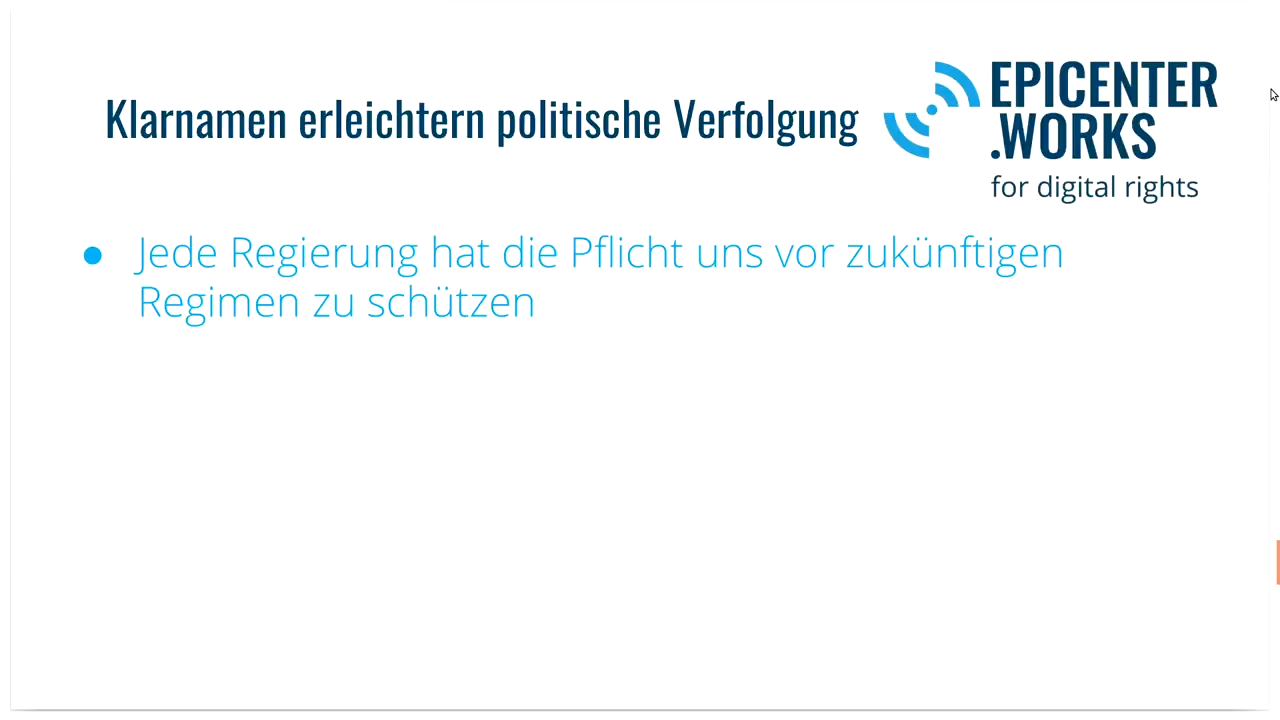 Klarnamen erleichtern politische Verfolgung
EPICENTER
.WORKS
for digital rights
● Jede Regierung hat die Pflicht uns vor zukünftigen
Regimen zu schützen